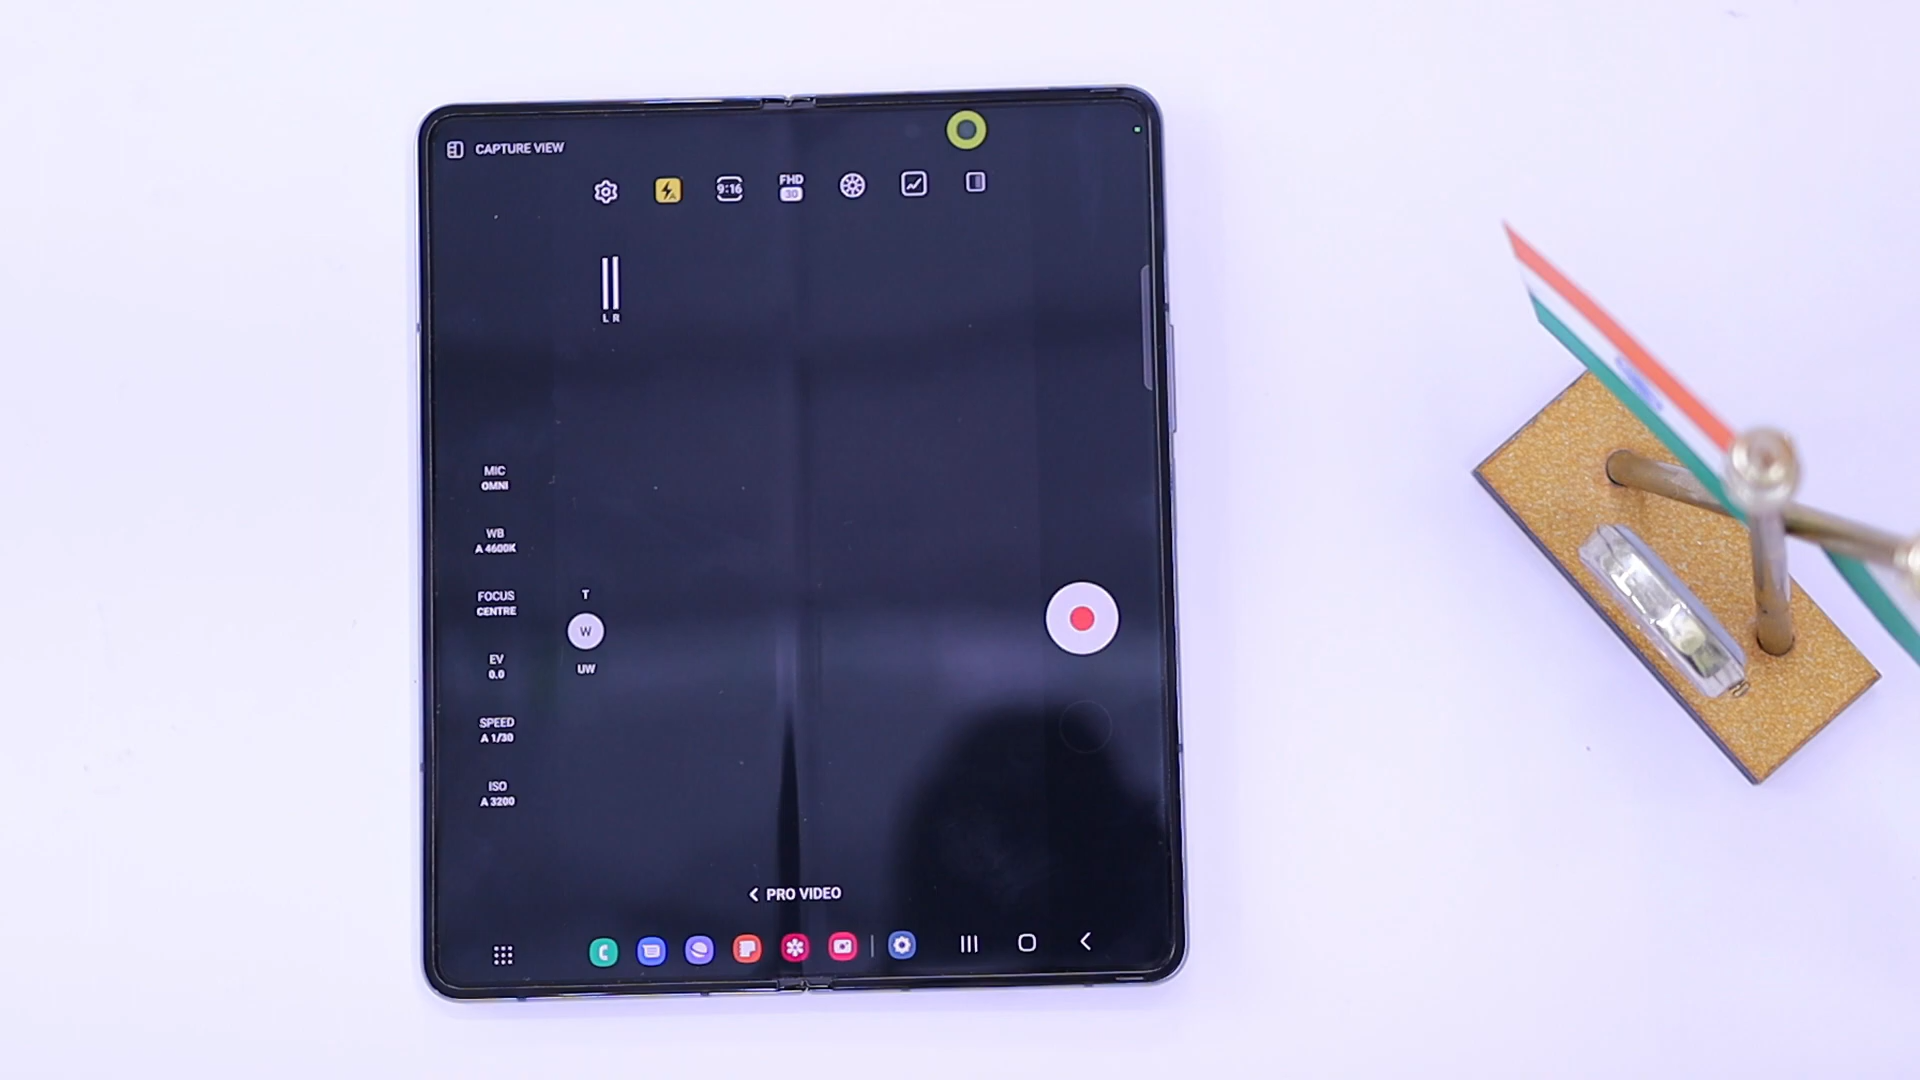 CAPTURE VIEW
9:16
FHD
30
L R
MIC
OMNI
WB
A 4600K
FOCUS
CENTRE
EV
0.0
SPEED
A 1/30
ISO
A 3200
T
W
UW
PRO VIDEO